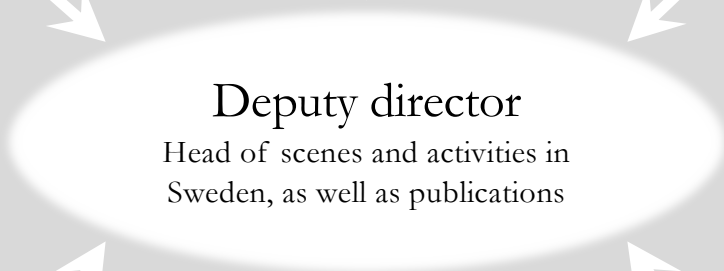 Deputy director
Head of scenes and activities in
Sweden, as well as publications